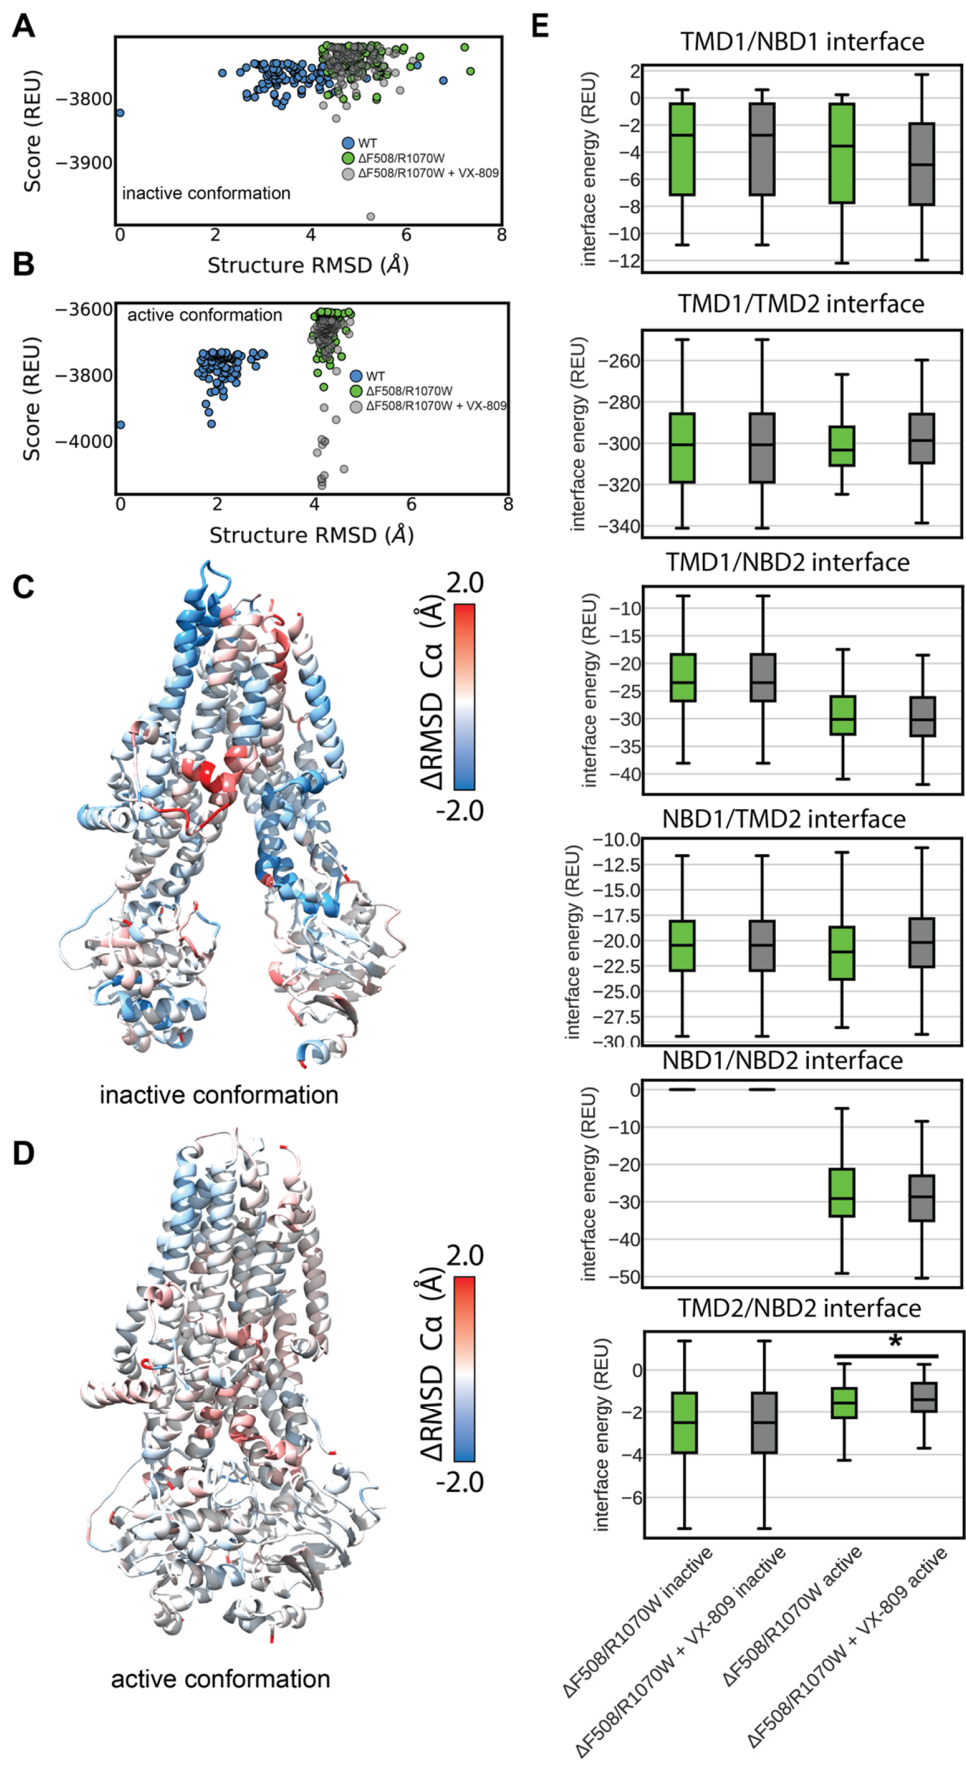 A
Score (REU)
−3800
−3900
WT
ΔF508/R1070W
ΔF508/R1070W + VX-809
inactive conformation
0 2 4 6 8
Structure RMSD (Å)
B
Score (REU)
−3600
−3800
−4000
active conformation
WT
ΔF508/R1070W
ΔF508/R1070W + VX-809
0 2 4 6 8
Structure RMSD (Å)
C
2.0
ΔRMSD Cα (Å)
-2.0
inactive conformation
D
2.0
ΔRMSD Cα (Å)
-2.0
active conformation
E
TMD1/NBD1 interface
interface energy (REU)
2
0
−2
−4
−6
−8
−10
−12
TMD1/TMD2 interface
interface energy (REU)
−260
−280
−300
−320
−340
TMD1/NBD2 interface
interface energy (REU)
−10
−15
−20
−25
−30
−35
−40
NBD1/TMD2 interface
interface energy (REU)
−10.0
−12.5
−15.0
−17.5
−20.0
−22.5
−25.0
−27.5
−30.0
NBD1/NBD2 interface
interface energy (REU)
0
−10
−20
−30
−40
−50
TMD2/NBD2 interface
interface energy (REU)
0
−2
−4
−6
*
ΔF508/R1070W inactive
ΔF508/R1070W + VX-809 inactive
ΔF508/R1070W active
ΔF508/R1070W + VX-809 active